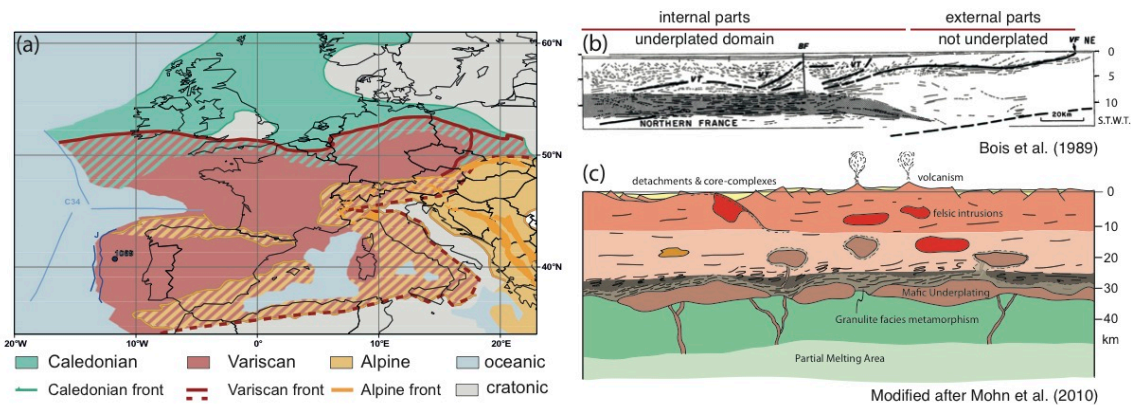 (a)
60°N
50°N
40°N
20°W
10°W
0°
10°E
20°E
C34
J
Caledonian
Variscan
Alpine
oceanic
Caledonian front
Variscan front
Alpine front
cratonic
internal parts
external parts
(b)
underplated domain
not underplated
BF
VF NE
VT
VT
VT
0
5
10
S.T.W.T.
NORTHERN FRANCE
20Km
Bois et al. (1989)
(c)
detachments & core-complexes
volcanism
felsic intrusions
Mafic Underplating
Granulite facies metamorphism
Partial Melting Area
0
10
20
30
40
km
Modified after Mohn et al. (2010)